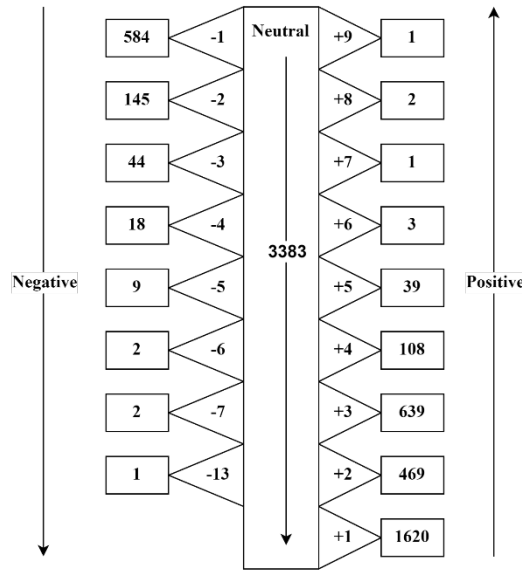 584 -1 Neutral +9 1
145 -2 +8 2
44 -3 +7 1
18 -4 +6 3
3383
Negative Positive
9 -5 +5 39
2 -6 +4 108
2 -7 +3 639
1 -13 +2 469
+1 1620